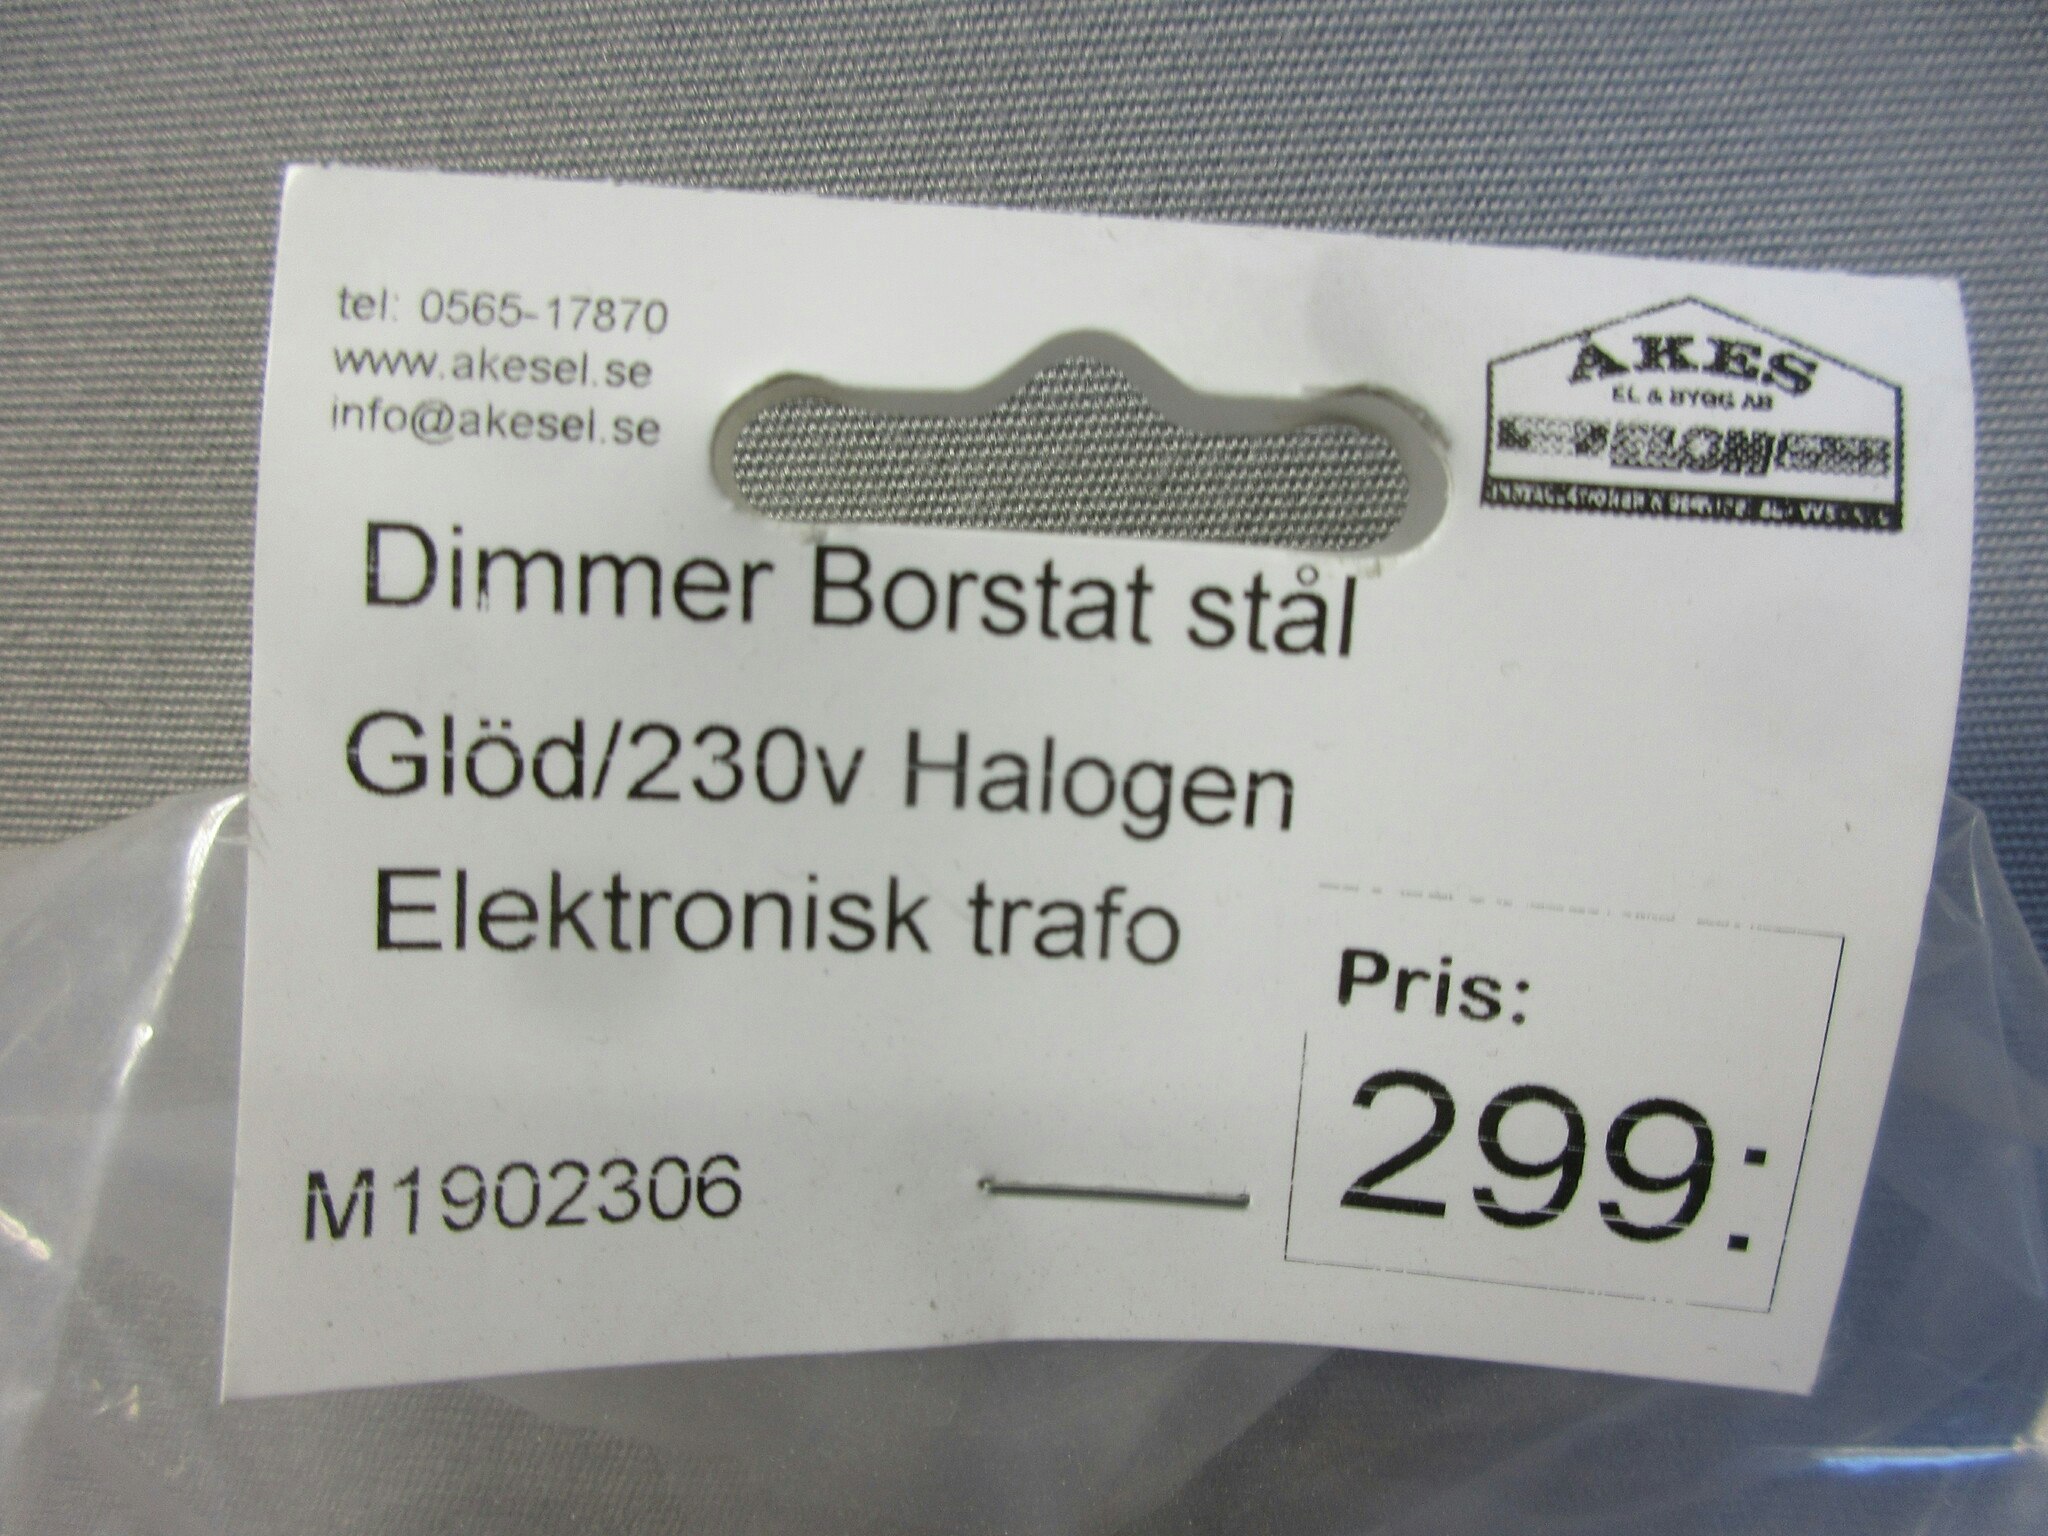 tel: 0565-17870
www.akesel.se
info@akesel.se
ÅKES
EL & BYGG AB
ELON
Dimmer Borstat stål
Glöd/230v Halogen
Elektronisk trafo
Pris:
299:
M1902306